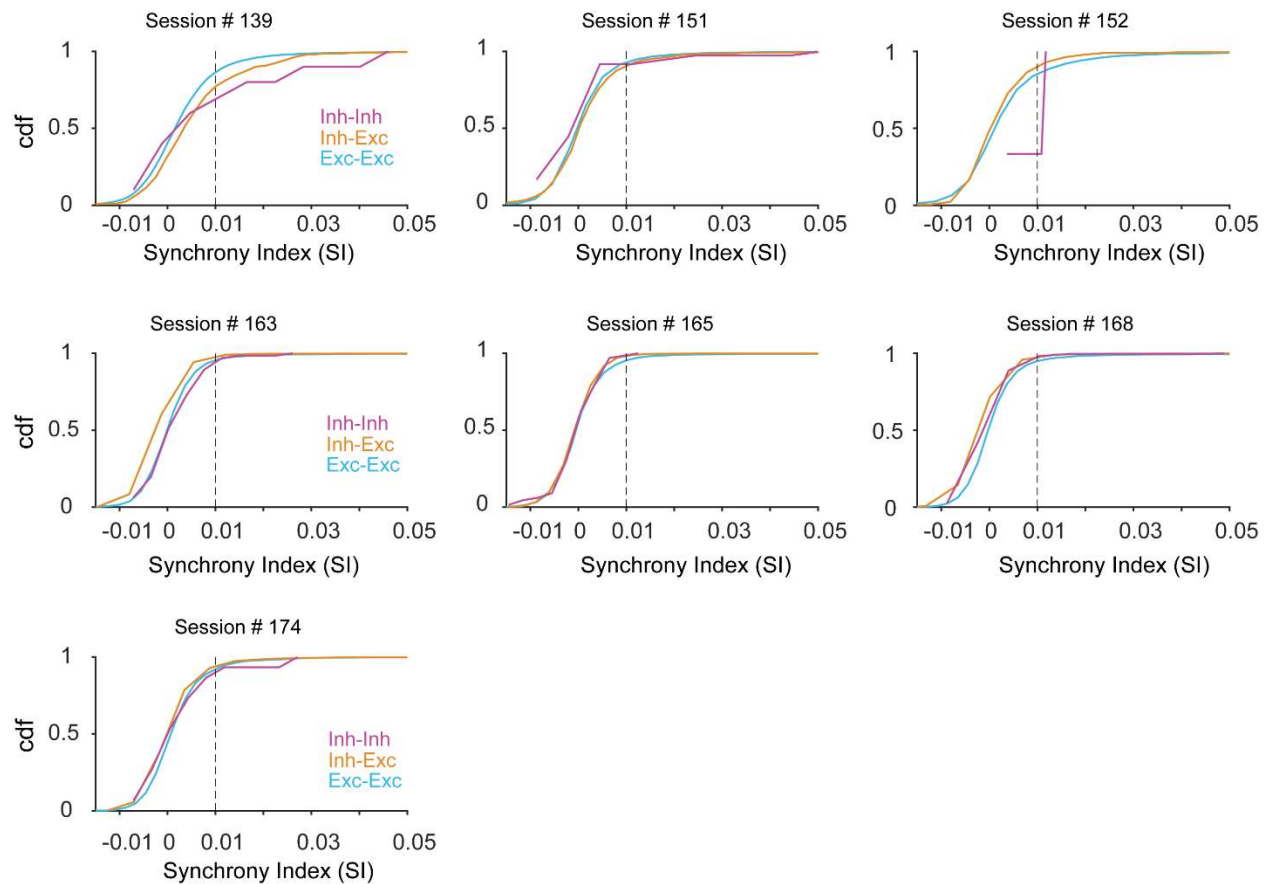 Session # 139
1
cdf
0.5
0
Inh-Inh
Inh-Exc
Exc-Exc
-0.01 0 0.01 0.03 0.05
Synchrony Index (SI)
Session # 151
1
0.5
0
-0.01 0 0.01 0.03 0.05
Synchrony Index (SI)
Session # 152
1
0.5
0
-0.01 0 0.01 0.03 0.05
Synchrony Index (SI)
Session # 163
1
cdf
0.5
0
Inh-Inh
Inh-Exc
Exc-Exc
-0.01 0 0.01 0.03 0.05
Synchrony Index (SI)
Session # 165
1
0.5
0
-0.01 0 0.01 0.03 0.05
Synchrony Index (SI)
Session # 168
1
0.5
0
-0.01 0 0.01 0.03 0.05
Synchrony Index (SI)
Session # 174
1
cdf
0.5
0
Inh-Inh
Inh-Exc
Exc-Exc
-0.01 0 0.01 0.03 0.05
Synchrony Index (SI)